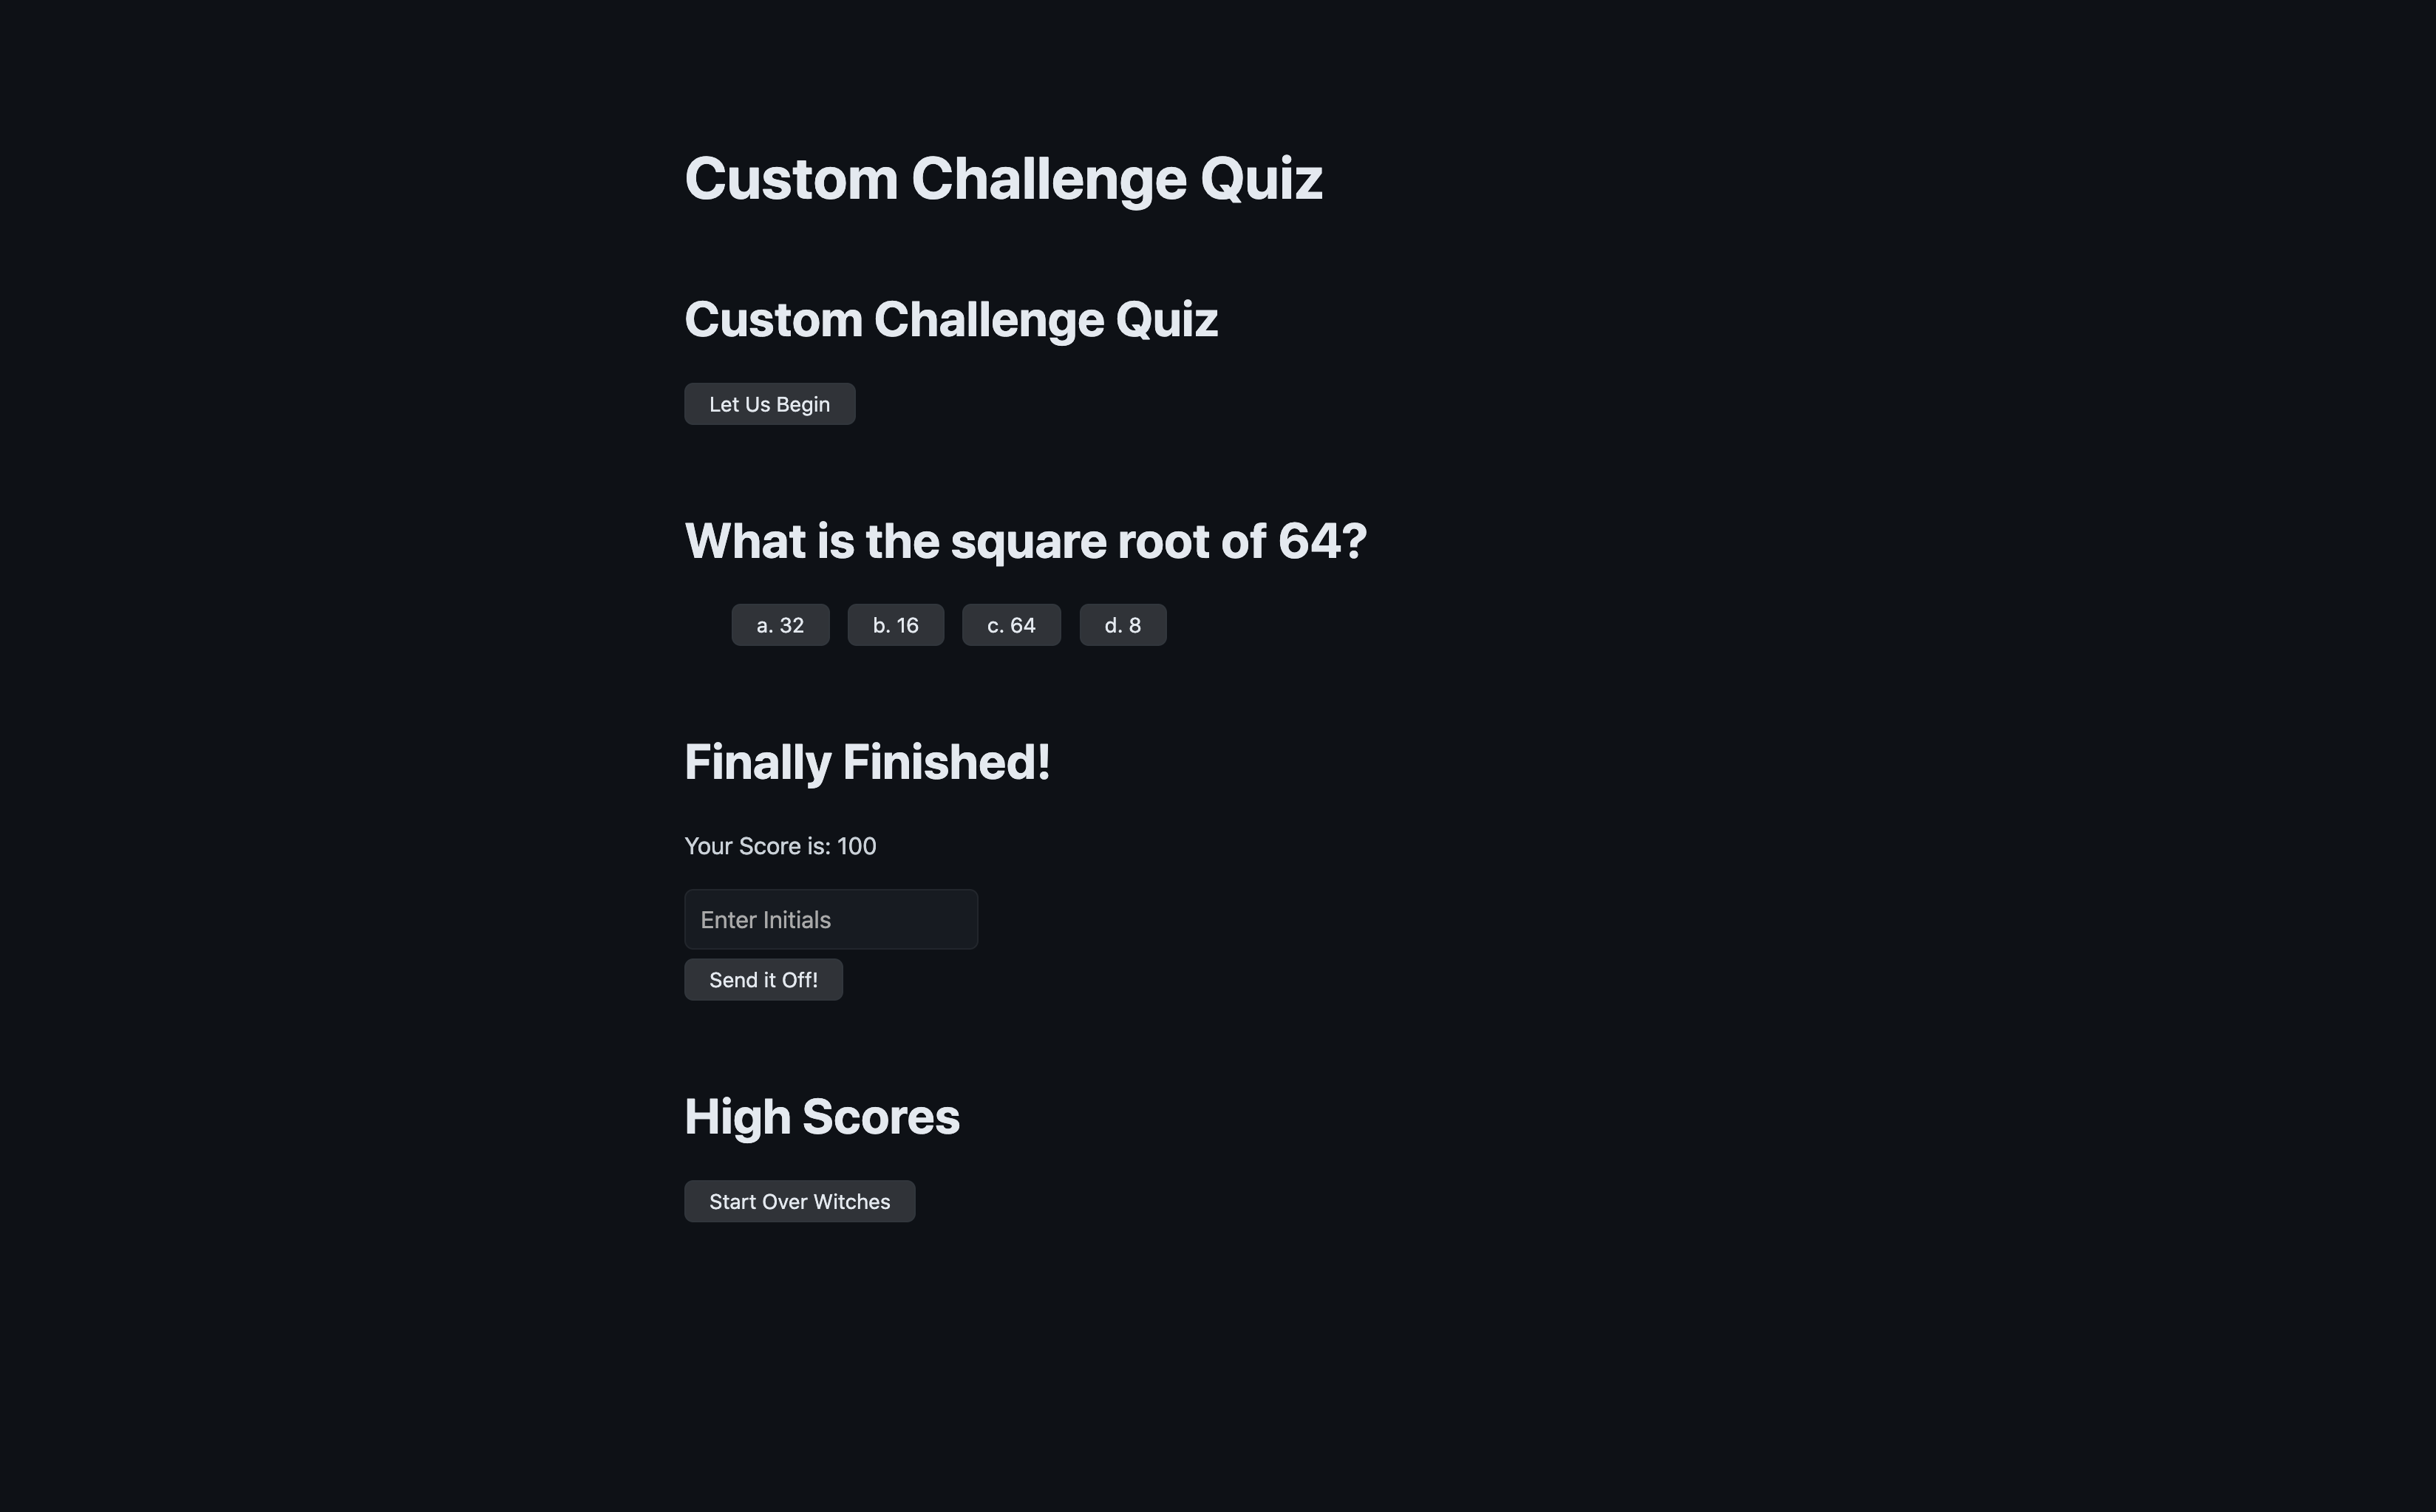 Custom Challenge Quiz
Custom Challenge Quiz
Let Us Begin
What is the square root of 64?
a. 32 b. 16 c. 64 d. 8
Finally Finished!
Your Score is: 100
Enter Initials
Send it Off!
High Scores
Start Over Witches